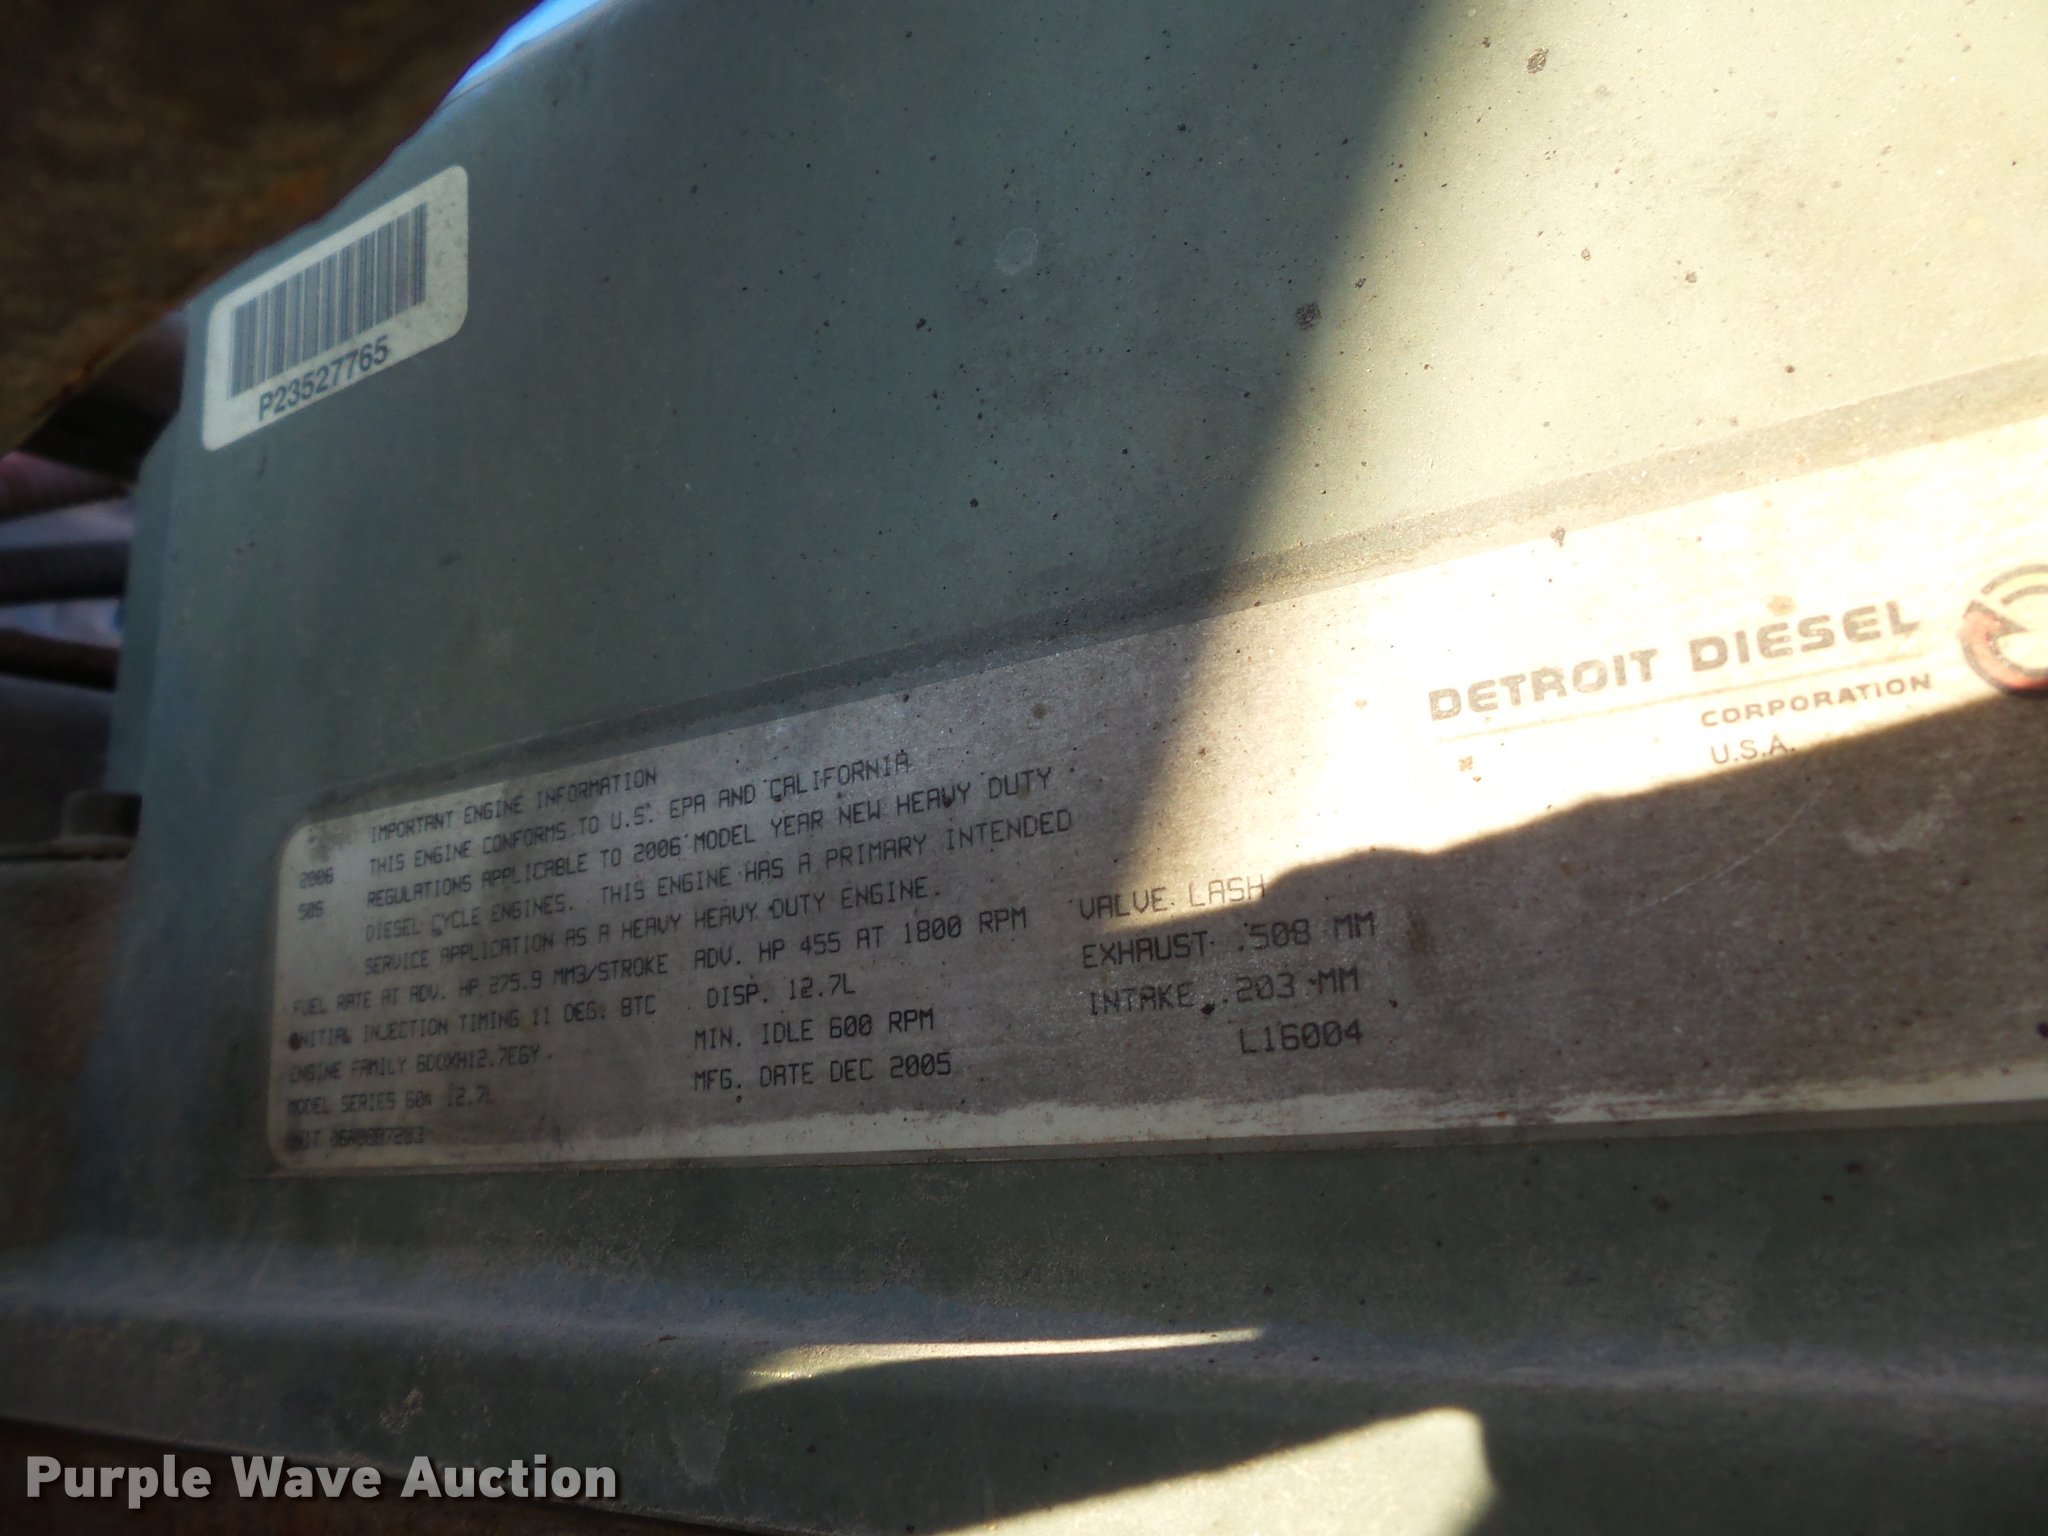 P23527765
DETROIT DIESEL
CORPORATION
U.S.A.
IMPORTANT ENGINE INFORMATION
2006 THIS ENGINE CONFORMS TO U.S. EPA AND CALIFORNIA
505 REGULATIONS APPLICABLE TO 2006 MODEL YEAR NEW HEAVY DUTY
DIESEL CYCLE ENGINES. THIS ENGINE HAS A PRIMARY INTENDED
SERVICE APPLICATION AS A HEAVY HEAVY DUTY ENGINE.
FUEL RATE AT ADV. HP 275.9 MM3/STROKE ADV. HP 455 AT 1800 RPM
INITIAL INJECTION TIMING 11 DEG. BTC DISP. 12.7L
ENGINE FAMILY 6DDXH12.7EGY MIN. IDLE 600 RPM
MODEL SERIES 60 12.7L MFG. DATE DEC 2005
UNIT
VALVE LASH
EXHAUST .508 MM
INTAKE .203 MM
L16004
Purple Wave Auction